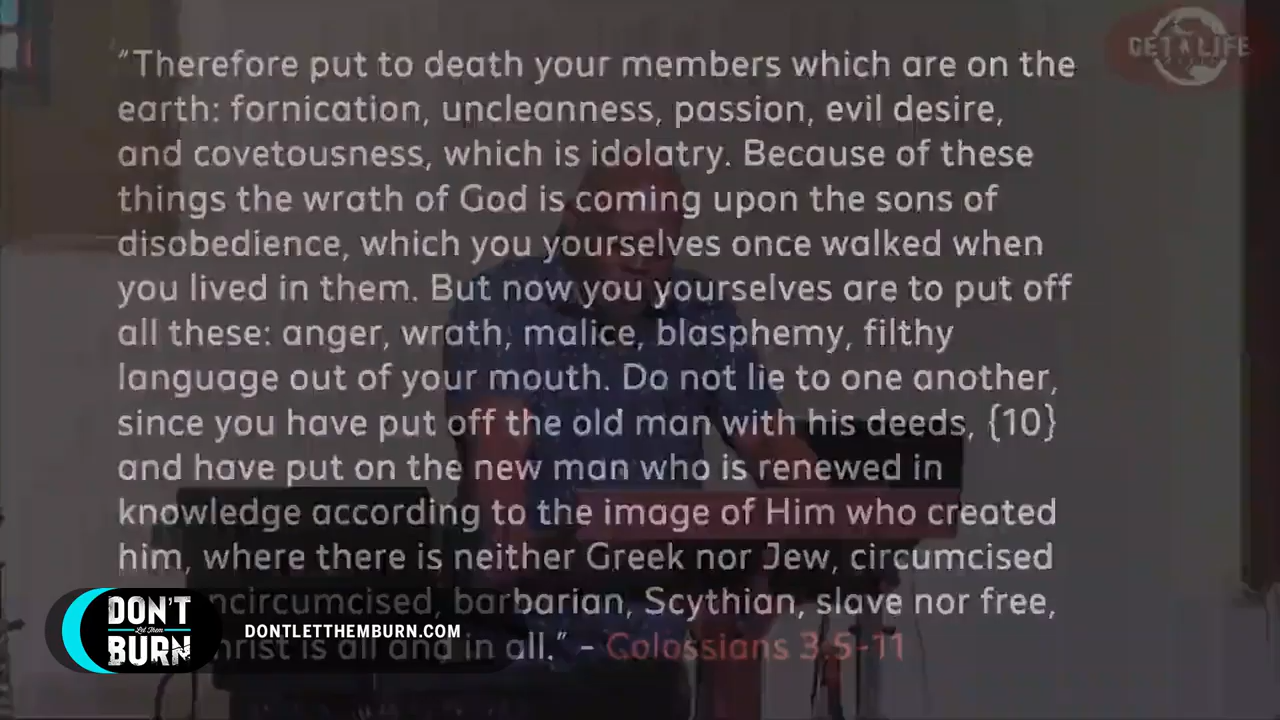 GET A LIFE
“Therefore put to death your members which are on the
earth: fornication, uncleanness, passion, evil desire,
and covetousness, which is idolatry. Because of these
things the wrath of God is coming upon the sons of
disobedience, which you yourselves once walked when
you lived in them. But now you yourselves are to put off
all these: anger, wrath, malice, blasphemy, filthy
language out of your mouth. Do not lie to one another,
since you have put off the old man with his deeds, {10}
and have put on the new man who is renewed in
knowledge according to the image of Him who created
him, where there is neither Greek nor Jew, circumcised
ncircumcised, barbarian, Scythian, slave nor free,
hrist is all and in all.” – Colossians 3:5-11
DON'T
Let Them
BURN
DONTLETTHEMBURN.COM